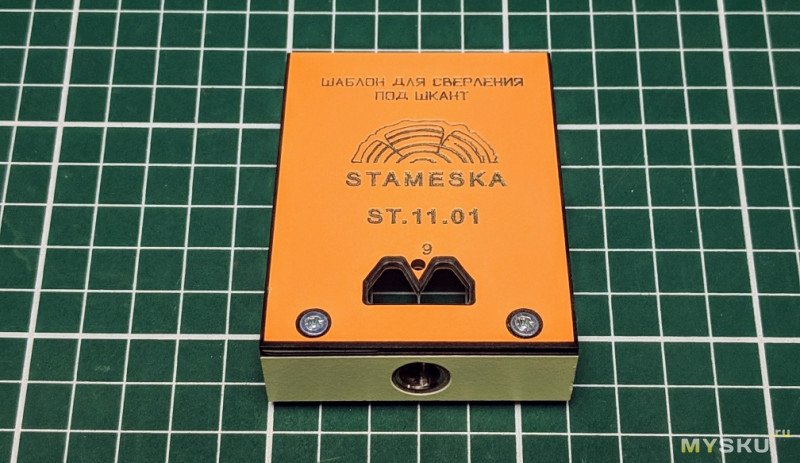 ШАБЛОН ДЛЯ СВЕРЛЕНИЯ
ПОД ШКАНТ
STAMESKA
ST.11.01
9
MYSKU.ru